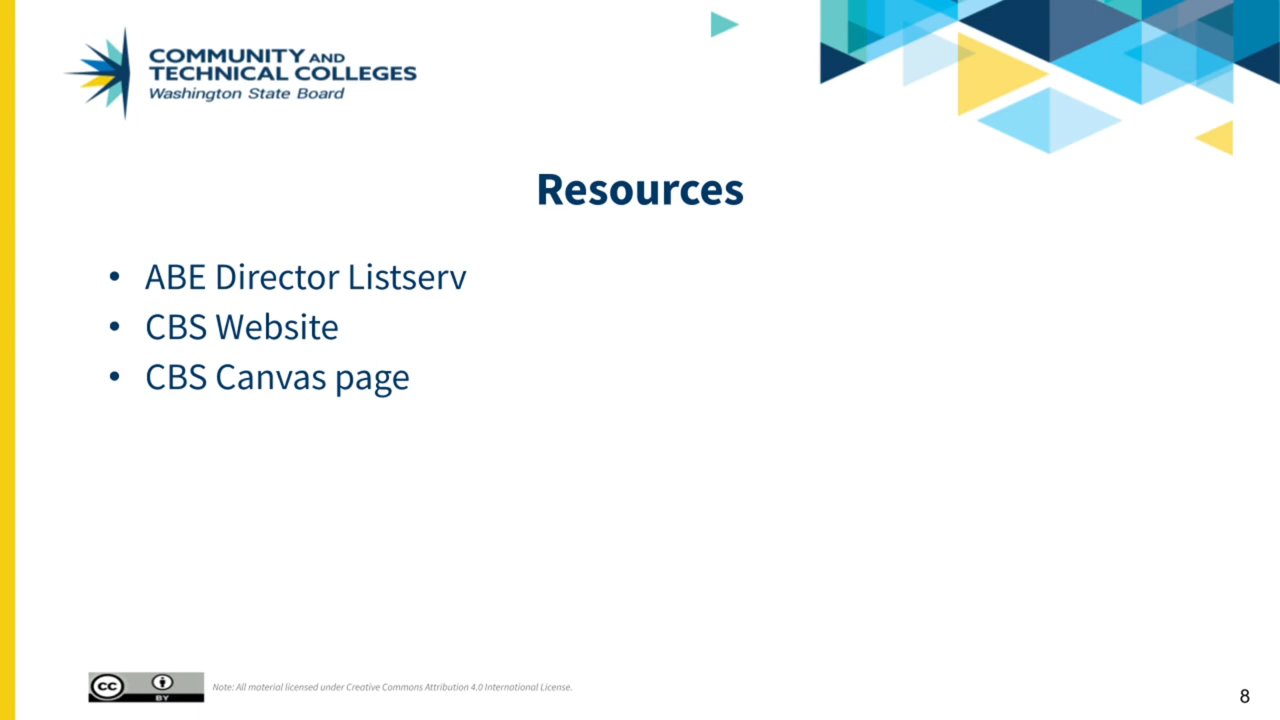 COMMUNITY AND
TECHNICAL COLLEGES
Washington State Board
Resources
• ABE Director Listserv
• CBS Website
• CBS Canvas page
cc
BY
Note: All material licensed under Creative Commons Attribution 4.0 International License.
8